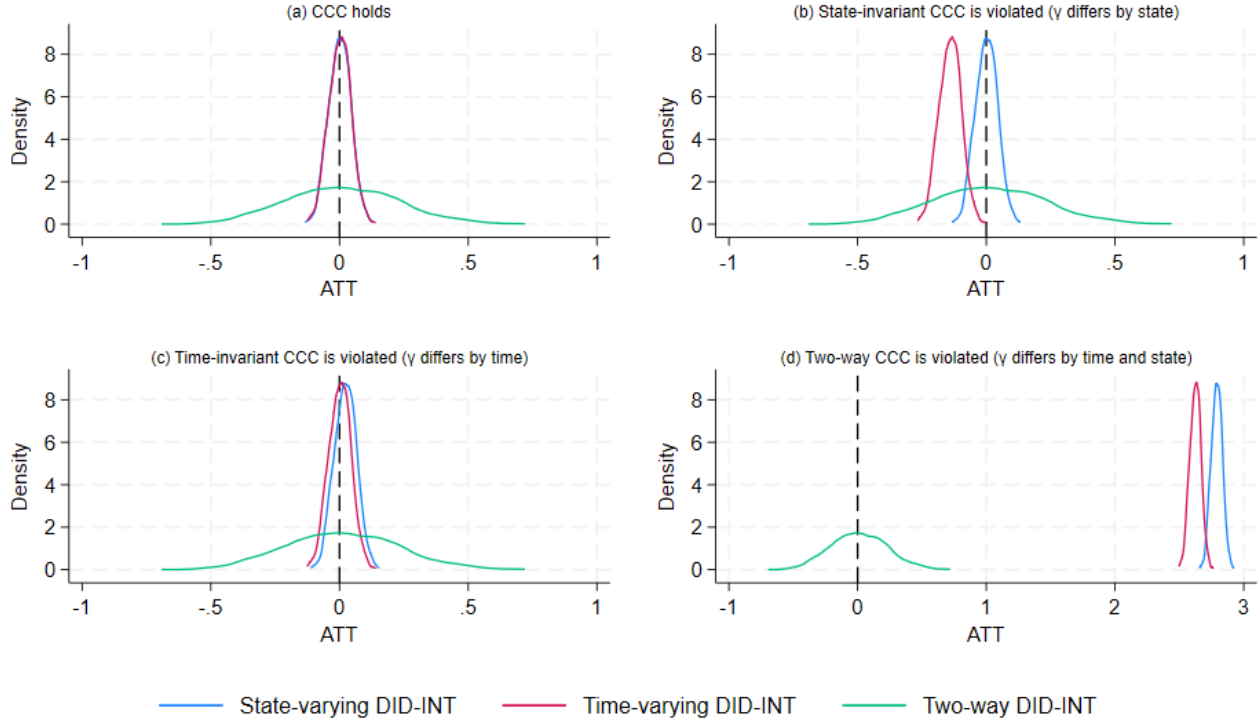 (a) CCC holds
Density
8
6
4
2
0
-1 -.5 0 .5 1
ATT
(b) State-invariant CCC is violated (γ differs by state)
Density
8
6
4
2
0
-1 -.5 0 .5 1
ATT
(c) Time-invariant CCC is violated (γ differs by time)
Density
8
6
4
2
0
-1 -.5 0 .5 1
ATT
(d) Two-way CCC is violated (γ differs by time and state)
Density
8
6
4
2
0
-1 0 1 2 3
ATT
State-varying DID-INT Time-varying DID-INT Two-way DID-INT